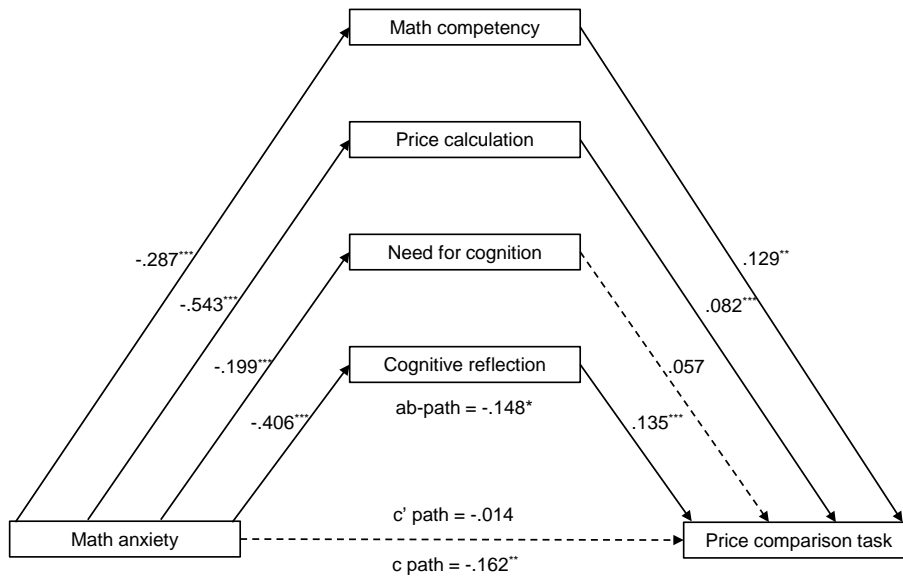 Math competency
Price calculation
Need for cognition
Cognitive reflection
-.287***
-.543***
-.199***
-.406***
.129**
.082***
.057
.135***
ab-path = -.148*
c' path = -.014
Math anxiety
Price comparison task
c path = -.162**